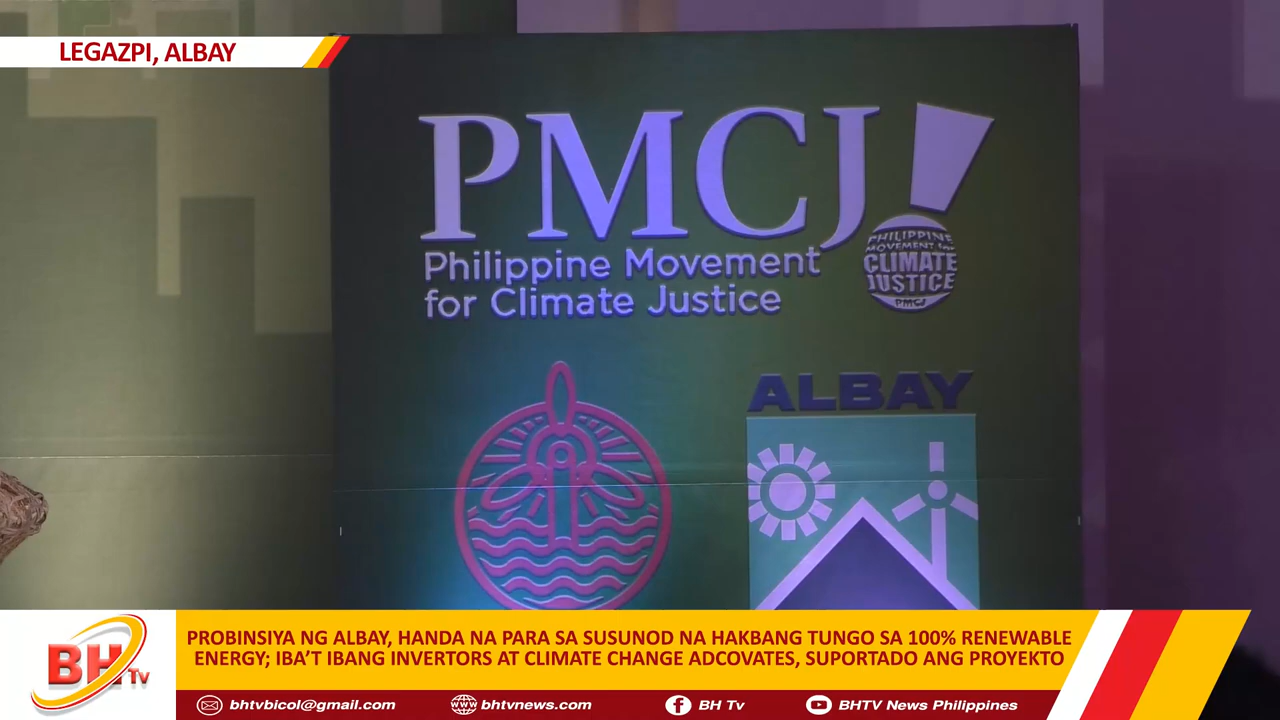 LEGAZPI, ALBAY
PMCJ!
Philippine Movement
for Climate Justice
PHILIPPINE
MOVEMENT for
CLIMATE
JUSTICE
PMCJ
ALBAY
BH TV
PROBINSIYA NG ALBAY, HANDA NA PARA SA SUSUNOD NA HAKBANG TUNGO SA 100% RENEWABLE
ENERGY; IBA'T IBANG INVERTORS AT CLIMATE CHANGE ADCOVATES, SUPORTADO ANG PROYEKTO
bhtvbicol@gmail.com
bhtvnews.com
BH Tv
BHTV News Philippines